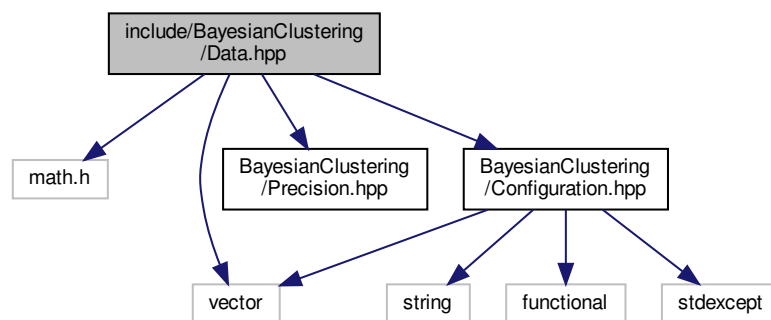 include/BayesianClustering
/Data.hpp
math.h
BayesianClustering
/Precision.hpp
BayesianClustering
/Configuration.hpp
vector
string
functional
stdexcept